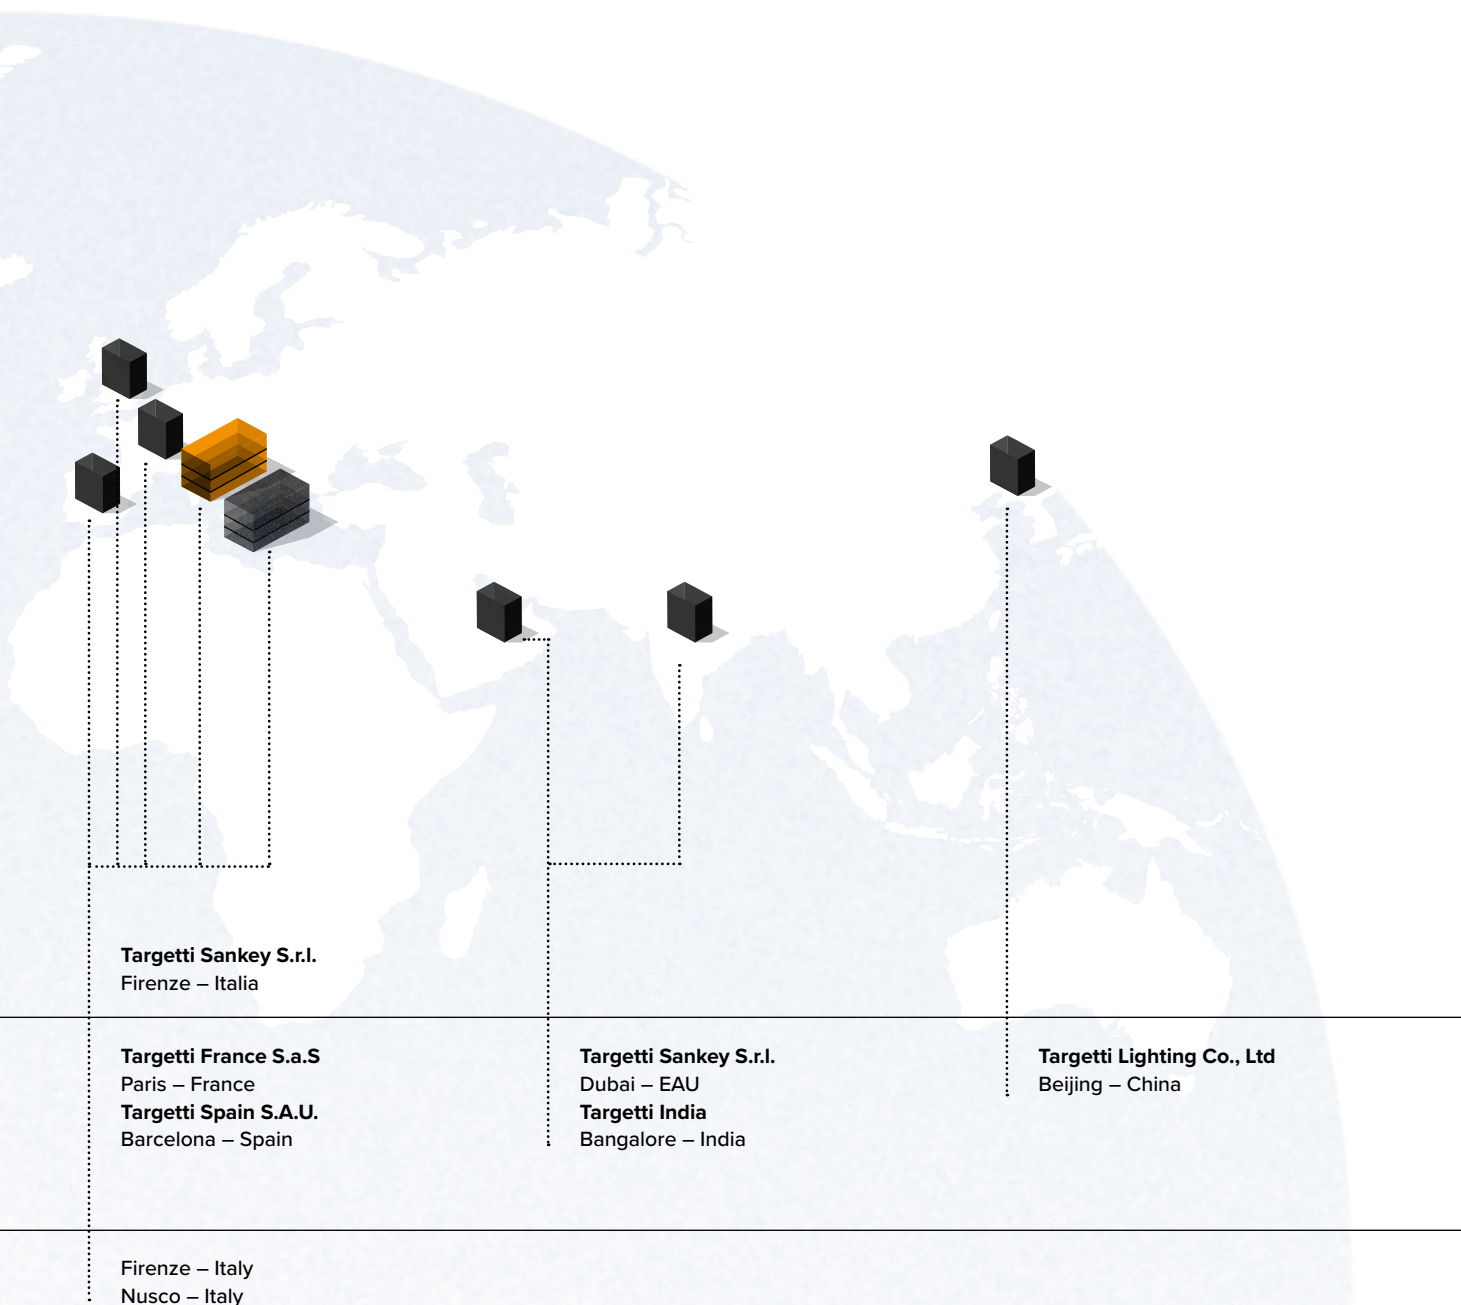 Targetti Sankey S.r.l.
Firenze – Italia
Targetti France S.a.S
Paris – France
Targetti Spain S.A.U.
Barcelona – Spain
Targetti Sankey S.r.l.
Dubai – EAU
Targetti India
Bangalore – India
Targetti Lighting Co., Ltd
Beijing – China
Firenze – Italy
Nusco – Italy